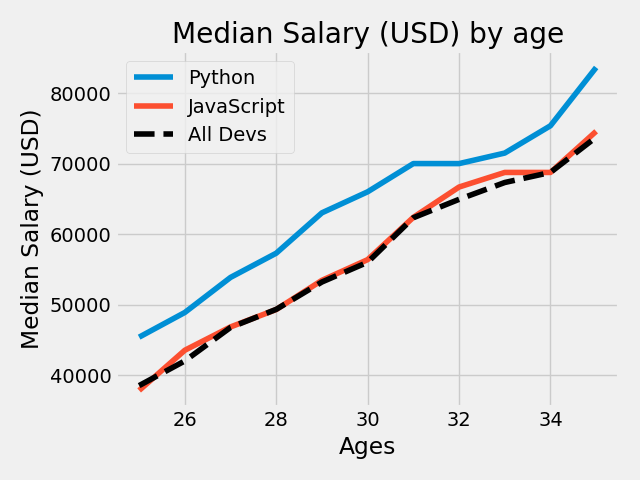 Median Salary (USD) by age
Python
JavaScript
All Devs
Median Salary (USD)
80000
70000
60000
50000
40000
26 28 30 32 34
Ages